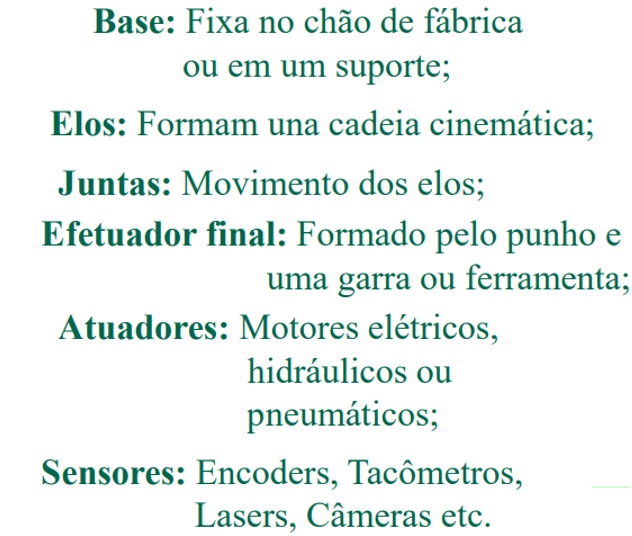 Base: Fixa no chão de fábrica
ou em um suporte;
Elos: Formam una cadeia cinemática;
Juntas: Movimento dos elos;
Efetuador final: Formado pelo punho e
uma garra ou ferramenta;
Atuadores: Motores elétricos,
hidráulicos ou
pneumáticos;
Sensores: Encoders, Tacômetros,
Lasers, Câmeras etc.